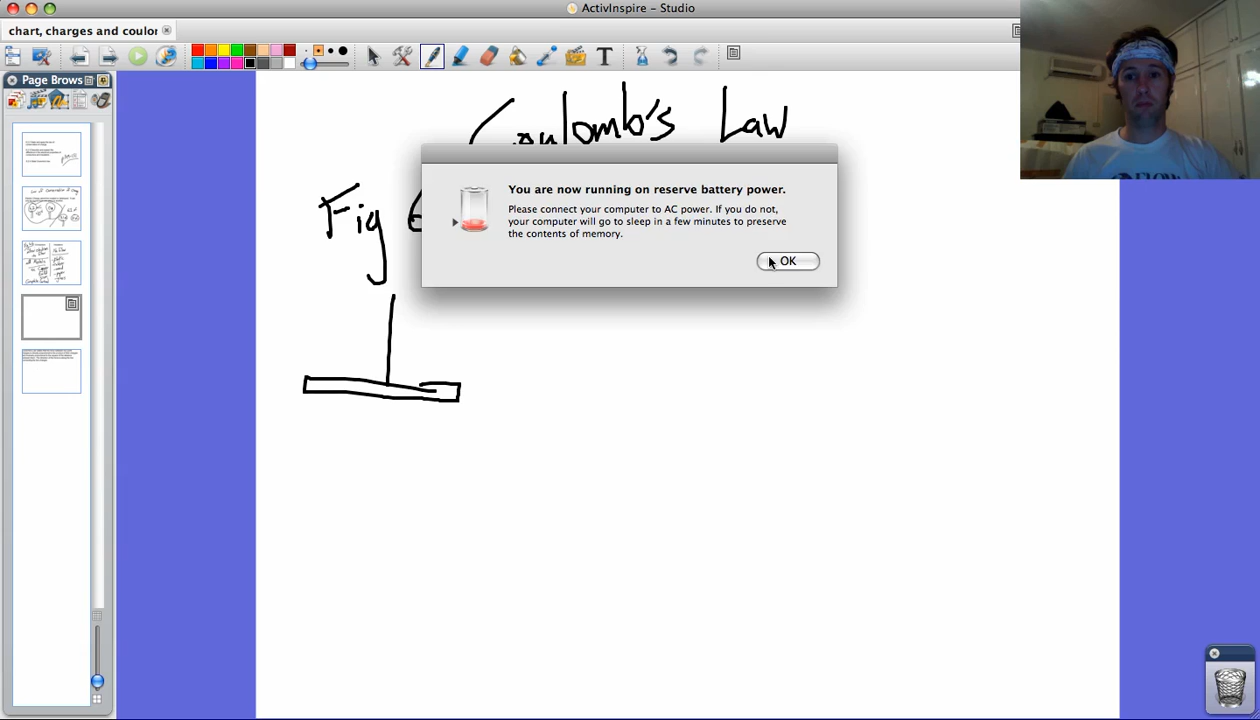 ActivInspire - Studio
chart, charges and coulor
Page Brows
Coulomb's Law
Fig 6
You are now running on reserve battery power.
Please connect your computer to AC power. If you do not,
your computer will go to sleep in a few minutes to preserve
the contents of memory.
OK